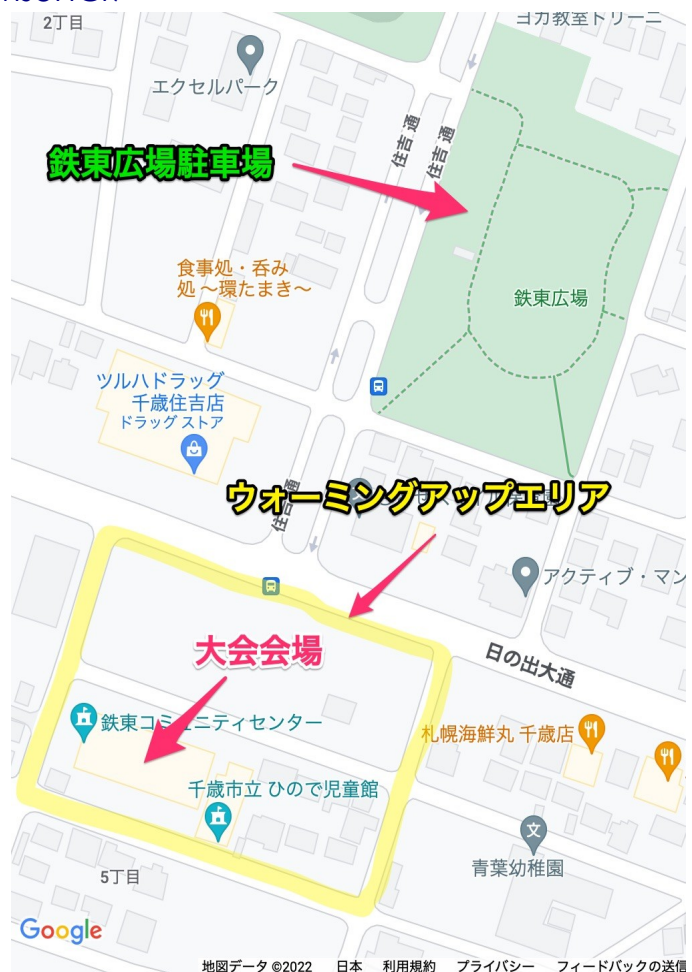 2丁目
ヨガ教室トリーニ
エクセルパーク
住吉通
住吉通
鉄東広場駐車場
食事処・呑み
処 ～環たまき～
鉄東広場
ツルハドラッグ
千歳住吉店
ドラッグ ストア
ウォーミングアップエリア
アクティブ・マン
大会会場
日の出大通
鉄東コミュニティセンター
札幌海鮮丸 千歳店
千歳市立 ひので児童館
青葉幼稚園
5丁目
Google
地図データ ©2022 日本 利用規約 プライバシー フィードバックの送信